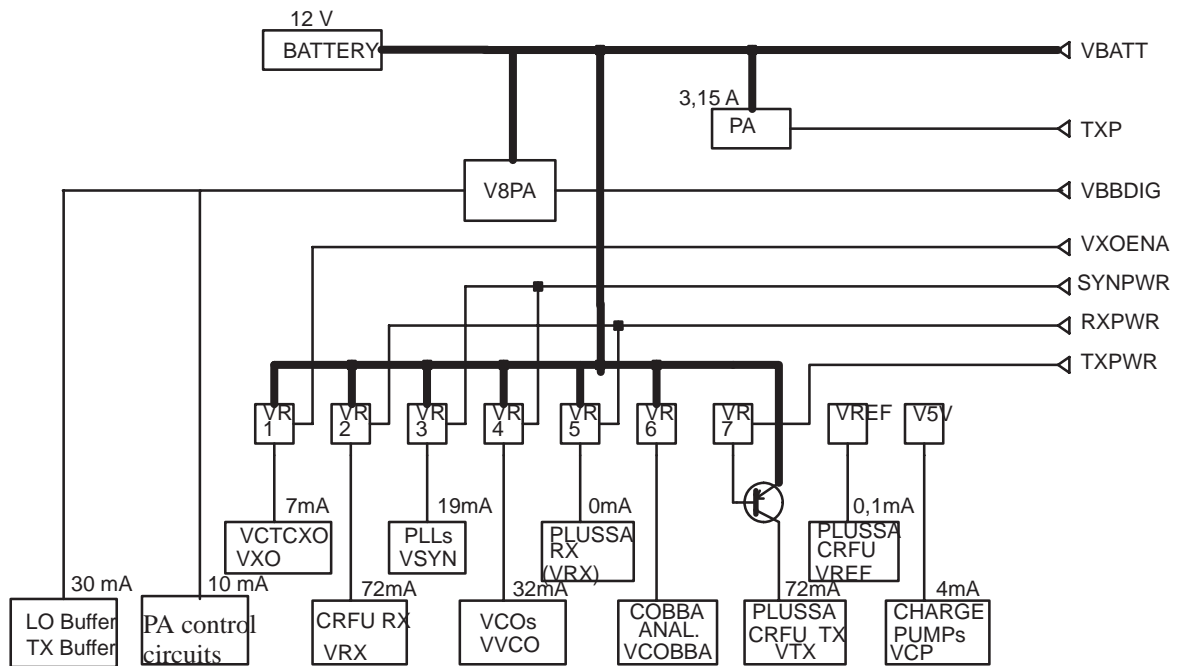 12 V
BATTERY
VBATT
3,15 A
PA
TXP
V8PA
VBBDIG
VXOENA
SYNPWR
RXPWR
TXPWR
VR
1
VR
2
VR
3
VR
4
VR
5
VR
6
VR
7
VREF
V5V
7mA
19mA
0mA
0,1mA
VCTCXO
VXO
PLLs
VSYN
PLUSSA
RX
(VRX)
PLUSSA
CRFU
VREF
30 mA
10 mA
72mA
32mA
72mA
4mA
LO Buffer
TX Buffer
PA control
circuits
CRFU RX
VRX
VCOs
VVCO
COBBA
ANAL.
VCOBBA
PLUSSA
CRFU TX
VTX
CHARGE
PUMPs
VCP